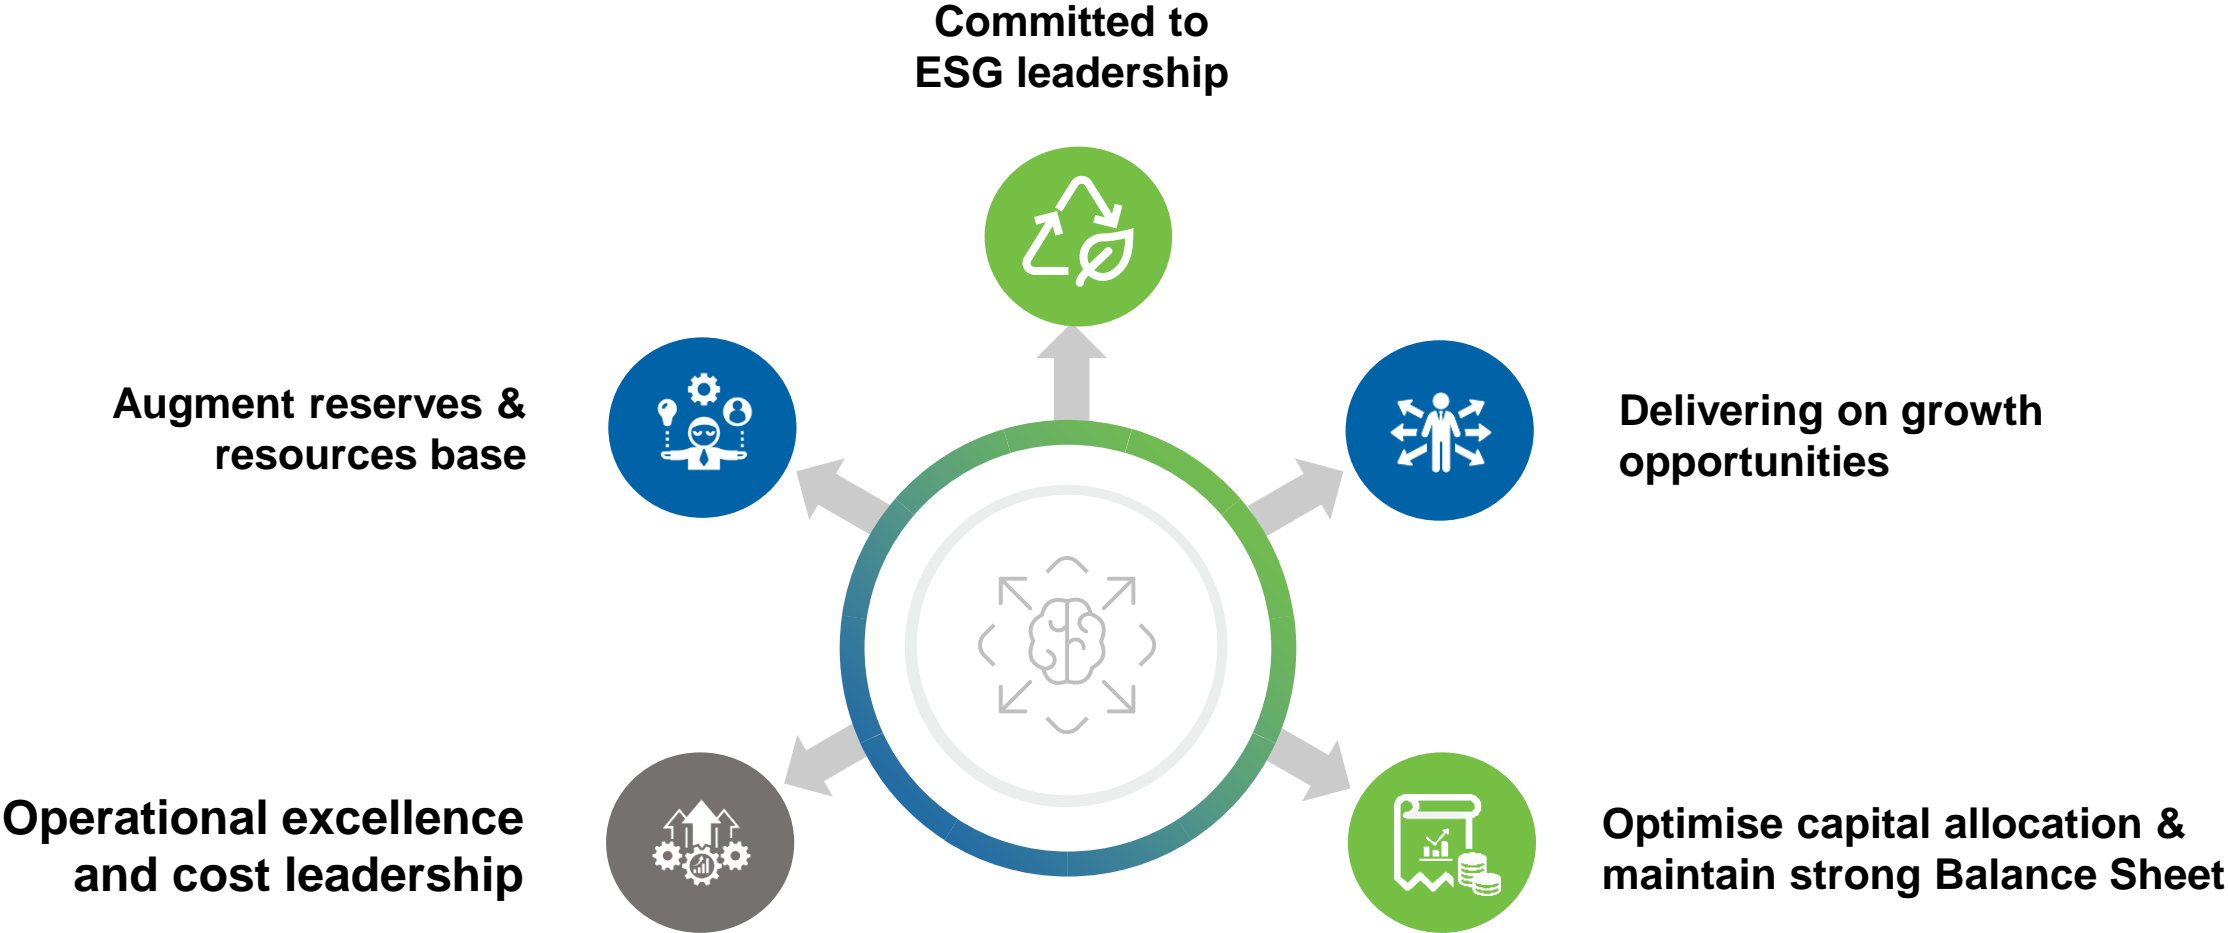 Committed to
ESG leadership
Augment reserves &
resources base
Delivering on growth
opportunities
Operational excellence
and cost leadership
Optimise capital allocation &
maintain strong Balance Sheet